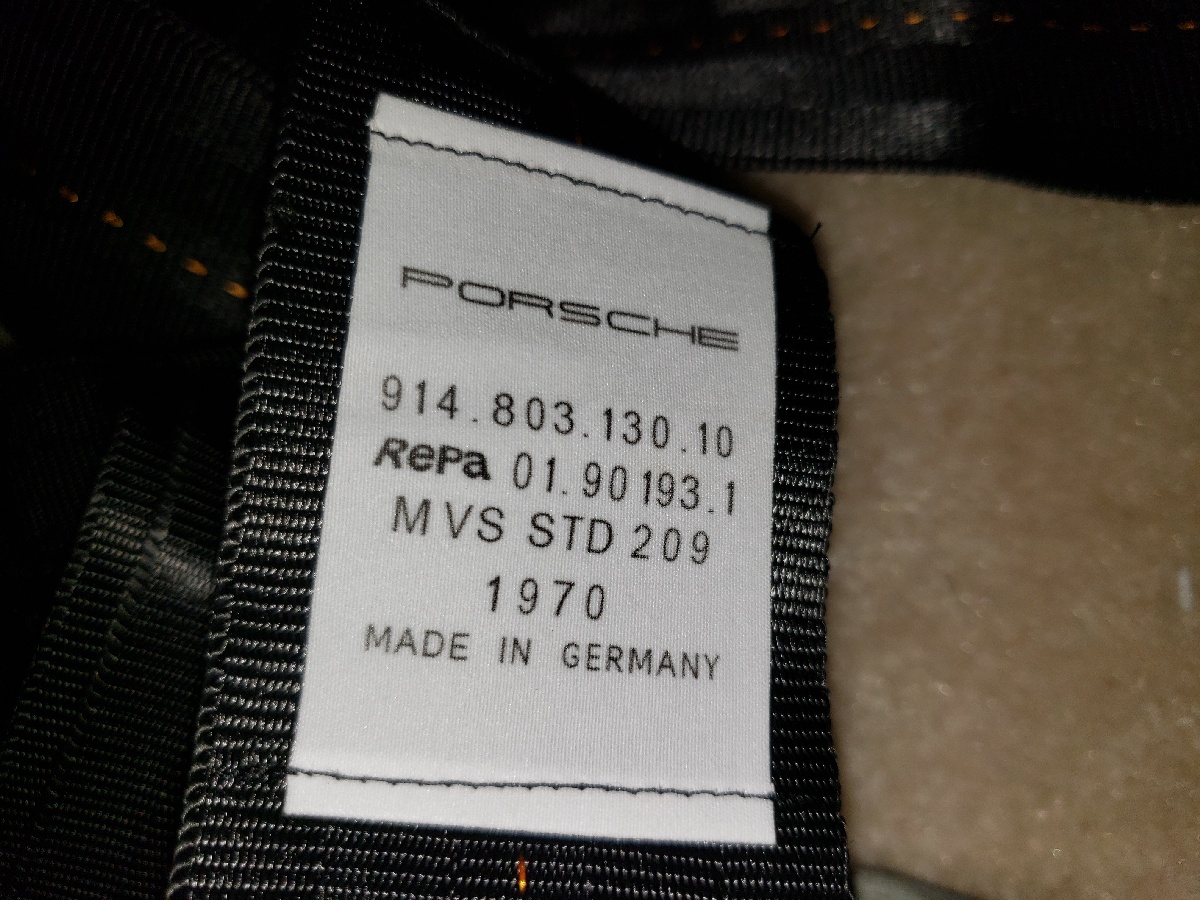 PORSCHE
914.803.130.10
RePa 01.90193.1
MVS STD 209
1970
MADE IN GERMANY